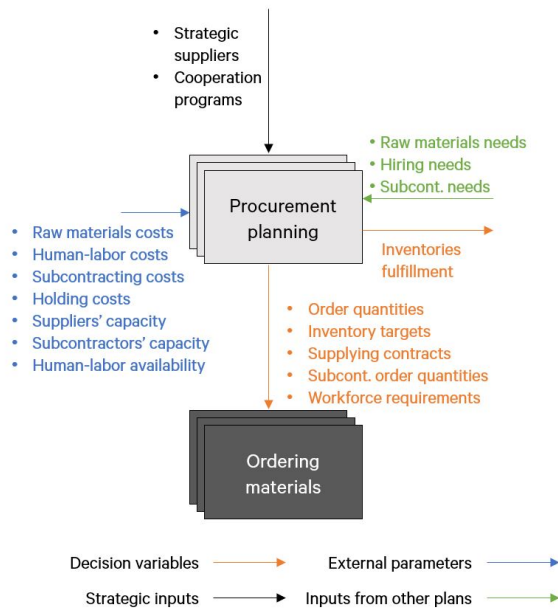 • Strategic
suppliers
• Cooperation
programs
• Raw materials needs
• Hiring needs
• Subcont. needs
Procurement
planning
• Raw materials costs
• Human-labor costs
• Subcontracting costs
• Holding costs
• Suppliers’ capacity
• Subcontractors’ capacity
• Human-labor availability
Inventories
fulfillment
• Order quantities
• Inventory targets
• Supplying contracts
• Subcont. order quantities
• Workforce requirements
Ordering
materials
Decision variables
External parameters
Strategic inputs
Inputs from other plans